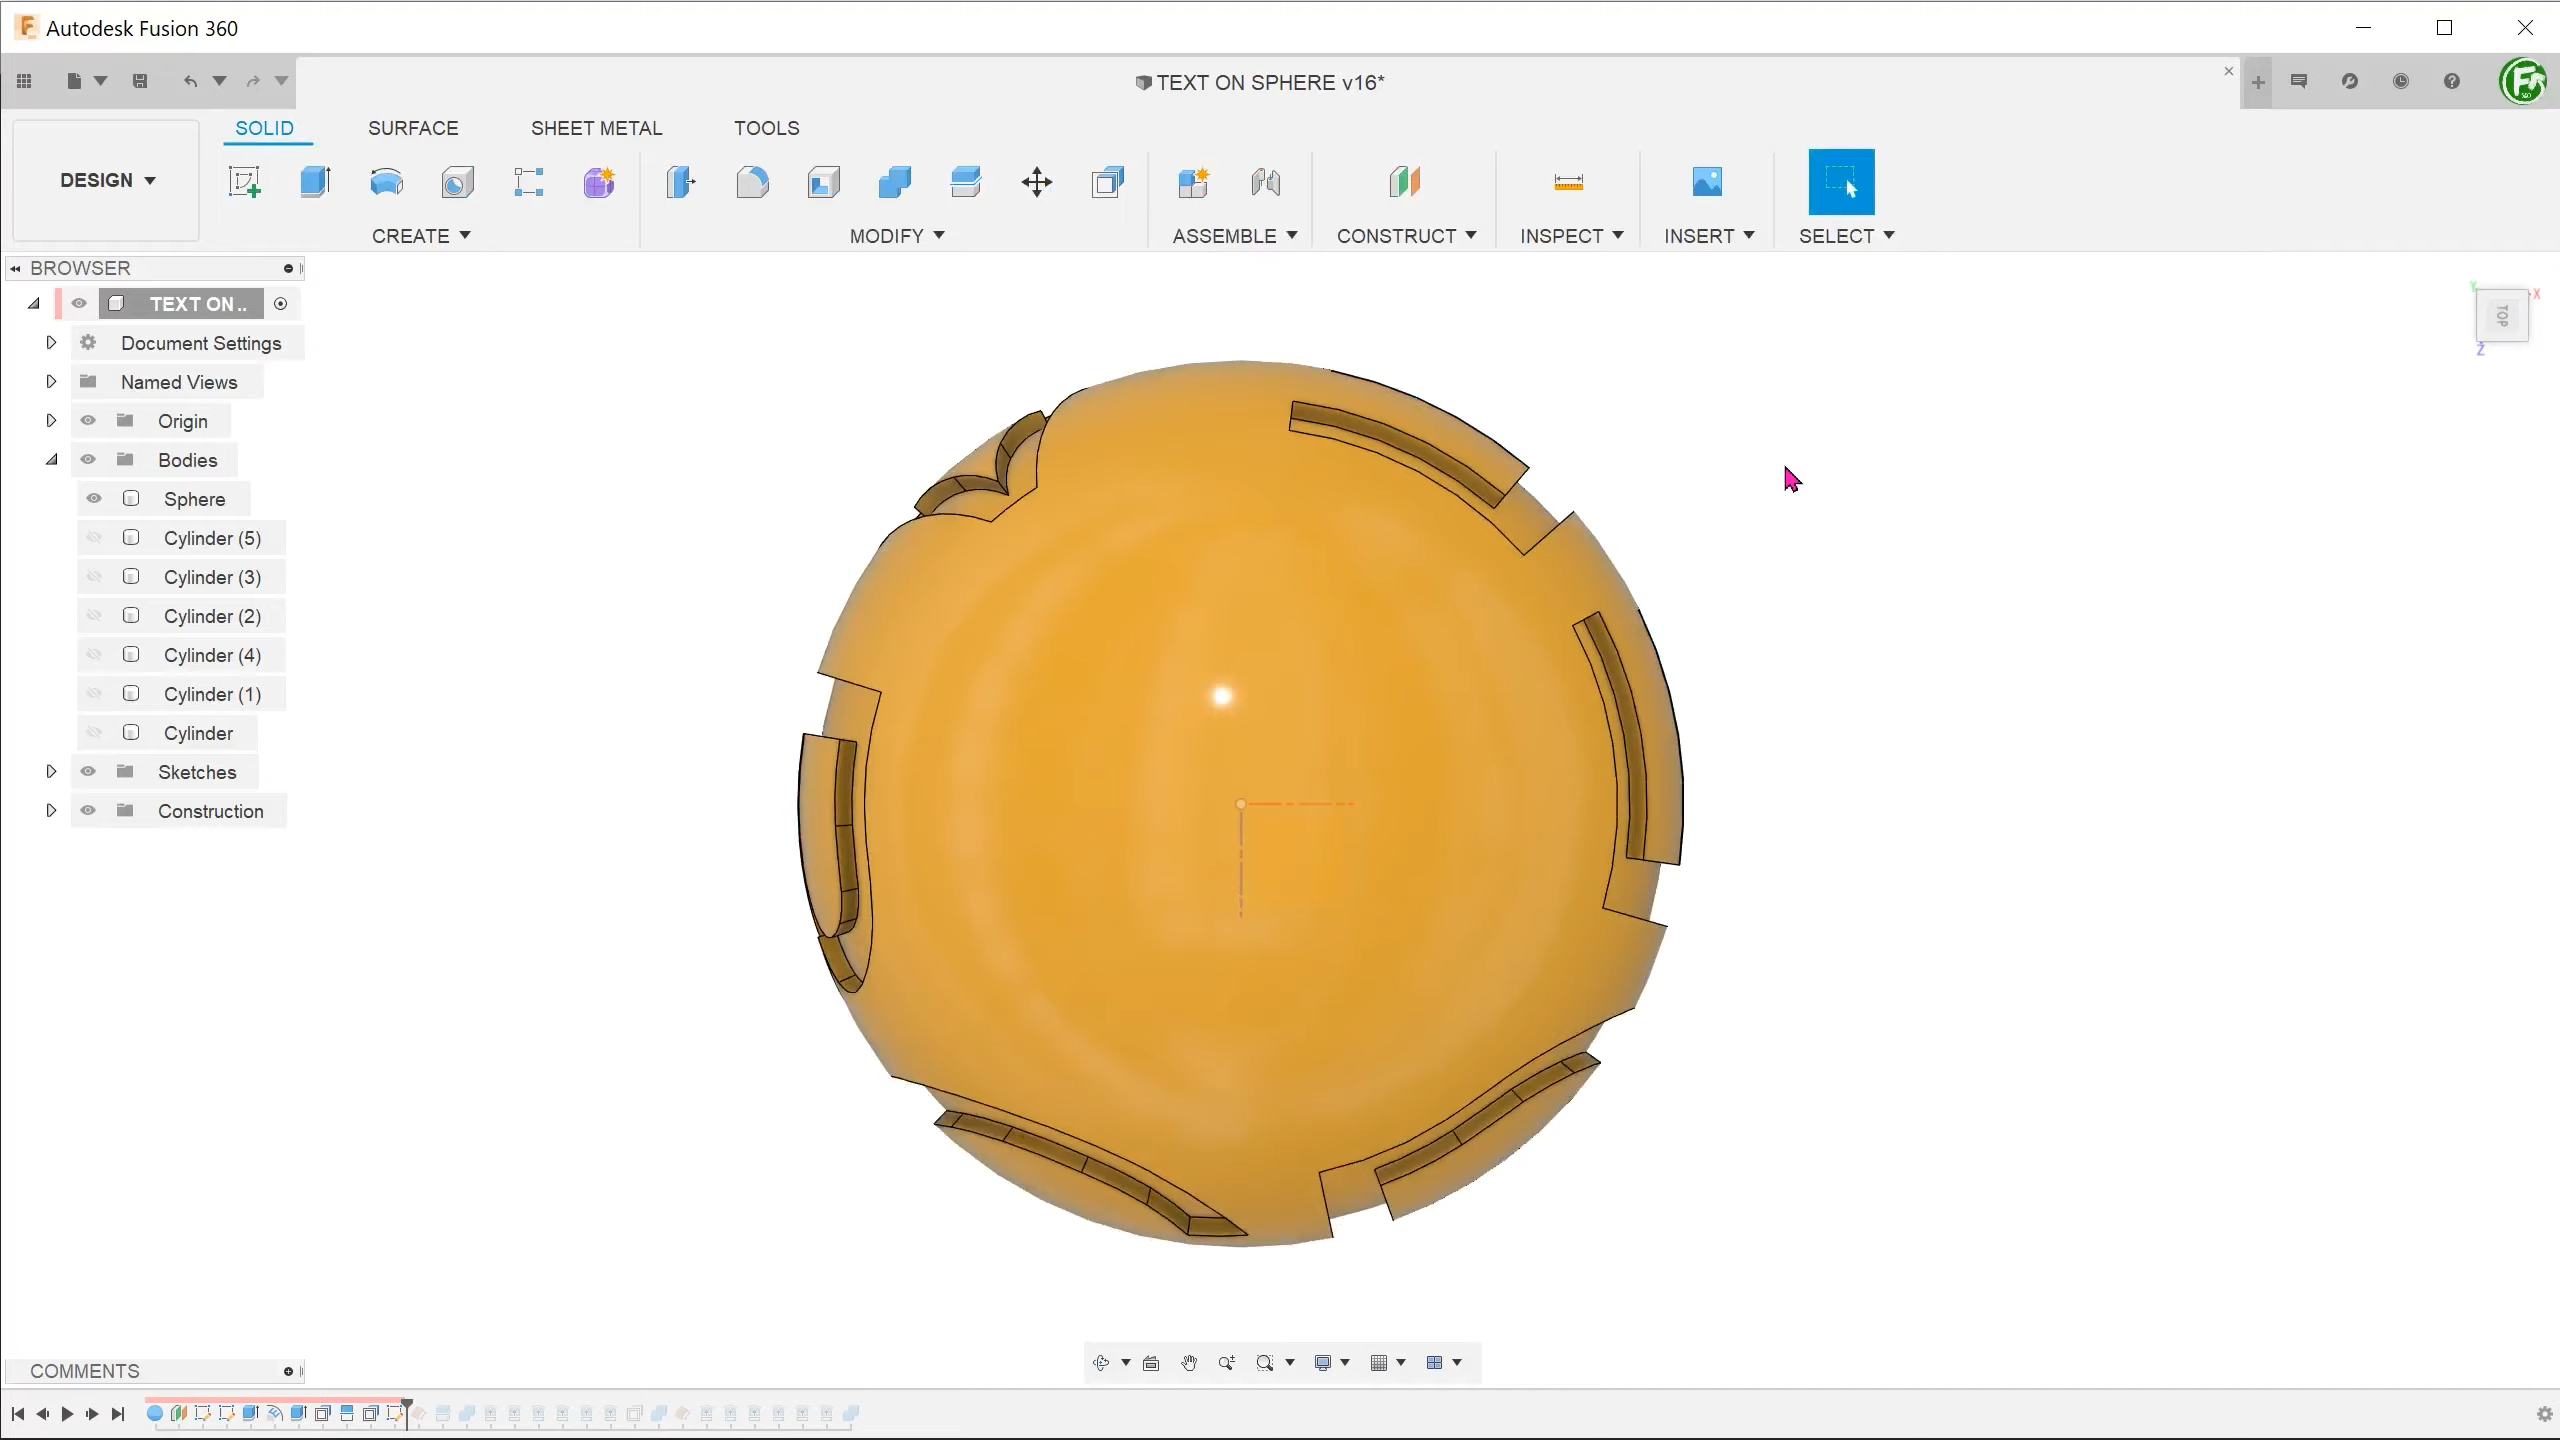 Autodesk Fusion 360
TEXT ON SPHERE v16*
SOLID SURFACE SHEET METAL TOOLS
DESIGN
CREATE MODIFY ASSEMBLE CONSTRUCT INSPECT INSERT SELECT
BROWSER
TEXT ON..
Document Settings
Named Views
Origin
Bodies
Sphere
Cylinder (5)
Cylinder (3)
Cylinder (2)
Cylinder (4)
Cylinder (1)
Cylinder
Sketches
Construction
Y
X
TOP
Z
COMMENTS